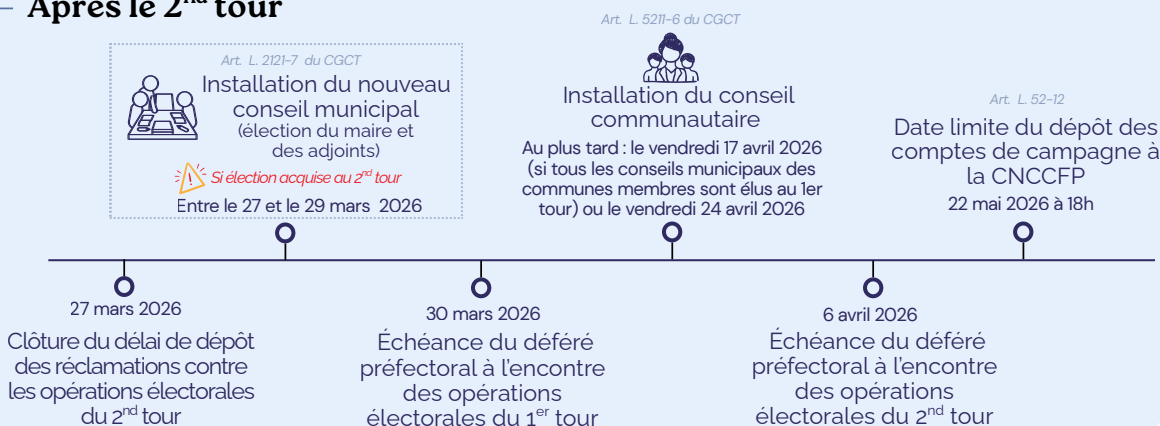 Après le 2nd tour
Art. L. 2121-7 du CGCT
Installation du nouveau
conseil municipal
(élection du maire et
des adjoints)
Si élection acquise au 2nd tour
Entre le 27 et le 29 mars 2026
Art. L. 5211-6 du CGCT
Installation du conseil
communautaire
Au plus tard : le vendredi 17 avril 2026
(si tous les conseils municipaux des
communes membres sont élus au 1er
tour) ou le vendredi 24 avril 2026
Art. L. 52-12
Date limite du dépôt des
comptes de campagne à
la CNCCFP
22 mai 2026 à 18h
27 mars 2026
Clôture du délai de dépôt
des réclamations contre
les opérations électorales
du 2nd tour
30 mars 2026
Échéance du déféré
préfectoral à l'encontre
des opérations
électorales du 1er tour
6 avril 2026
Échéance du déféré
préfectoral à l'encontre
des opérations
électorales du 2nd tour